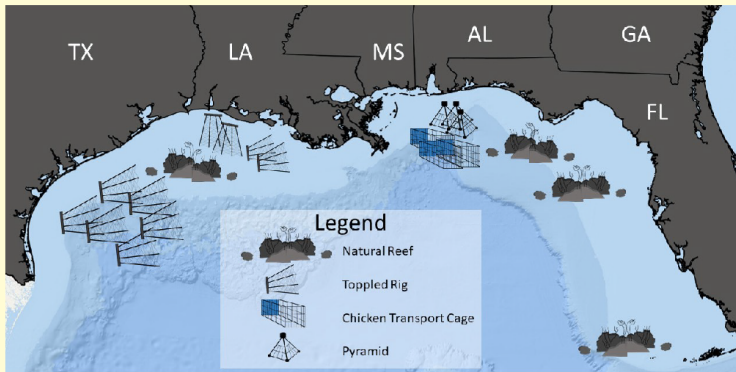 TX
LA
MS
AL
GA
FL
Legend
Natural Reef
Toppled Rig
Chicken Transport Cage
Pyramid